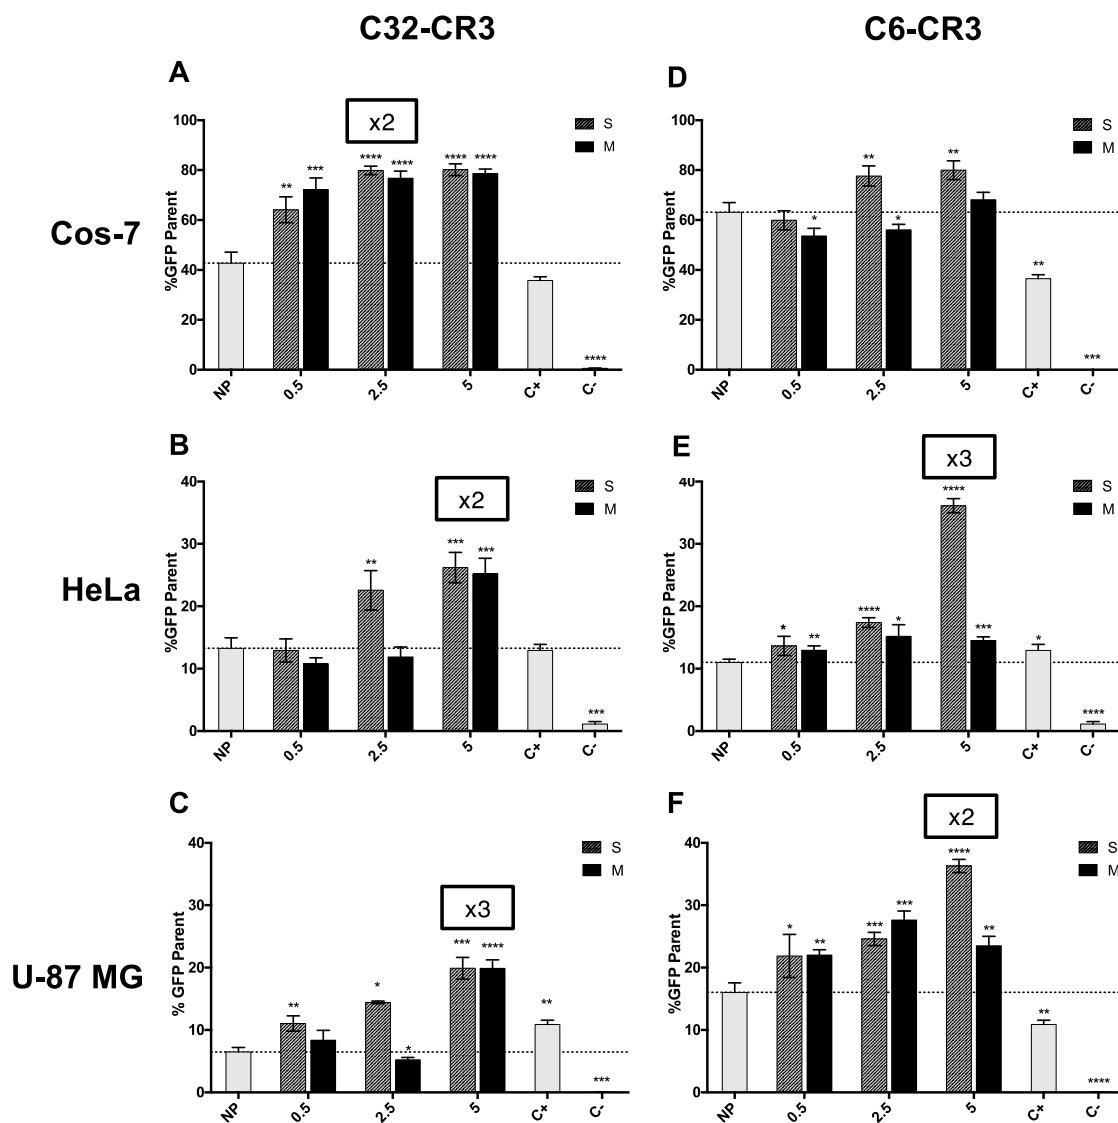 C32-CR3
C6-CR3
Cos-7
A
x2
%GFP Parent
100
80
60
40
20
0
** *** **** **** **** **** ****
S
M
NP 0.5 2.5 5 C+ C-
D
%GFP Parent
100
80
60
40
20
0
* ** * ** ** ***
S
M
NP 0.5 2.5 5 C+ C-
HeLa
B
x2
%GFP Parent
40
30
20
10
0
** *** *** ***
S
M
NP 0.5 2.5 5 C+ C-
E
x3
%GFP Parent
40
30
20
10
0
* ** **** * **** *** * ****
S
M
NP 0.5 2.5 5 C+ C-
U-87 MG
C
x3
% GFP Parent
40
30
20
10
0
** * * *** **** ** ***
S
M
NP 0.5 2.5 5 C+ C-
F
x2
%GFP Parent
40
30
20
10
0
* ** *** *** **** ** ** ****
S
M
NP 0.5 2.5 5 C+ C-